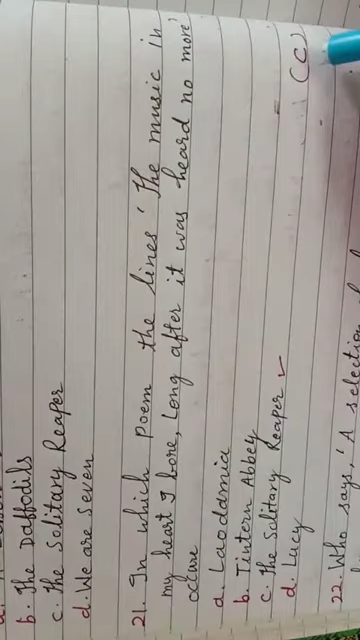 b. The Daffodils
c. The Solitary Reaper
d. We are Seven
21. In which poem the lines 'The music in
my heart I bore, Long after it was heard no more'
occure
a. Laodamia
b. Tintern Abbey
c. The Solitary Reaper ✓
d. Lucy (C)
22. Who says, 'A selection